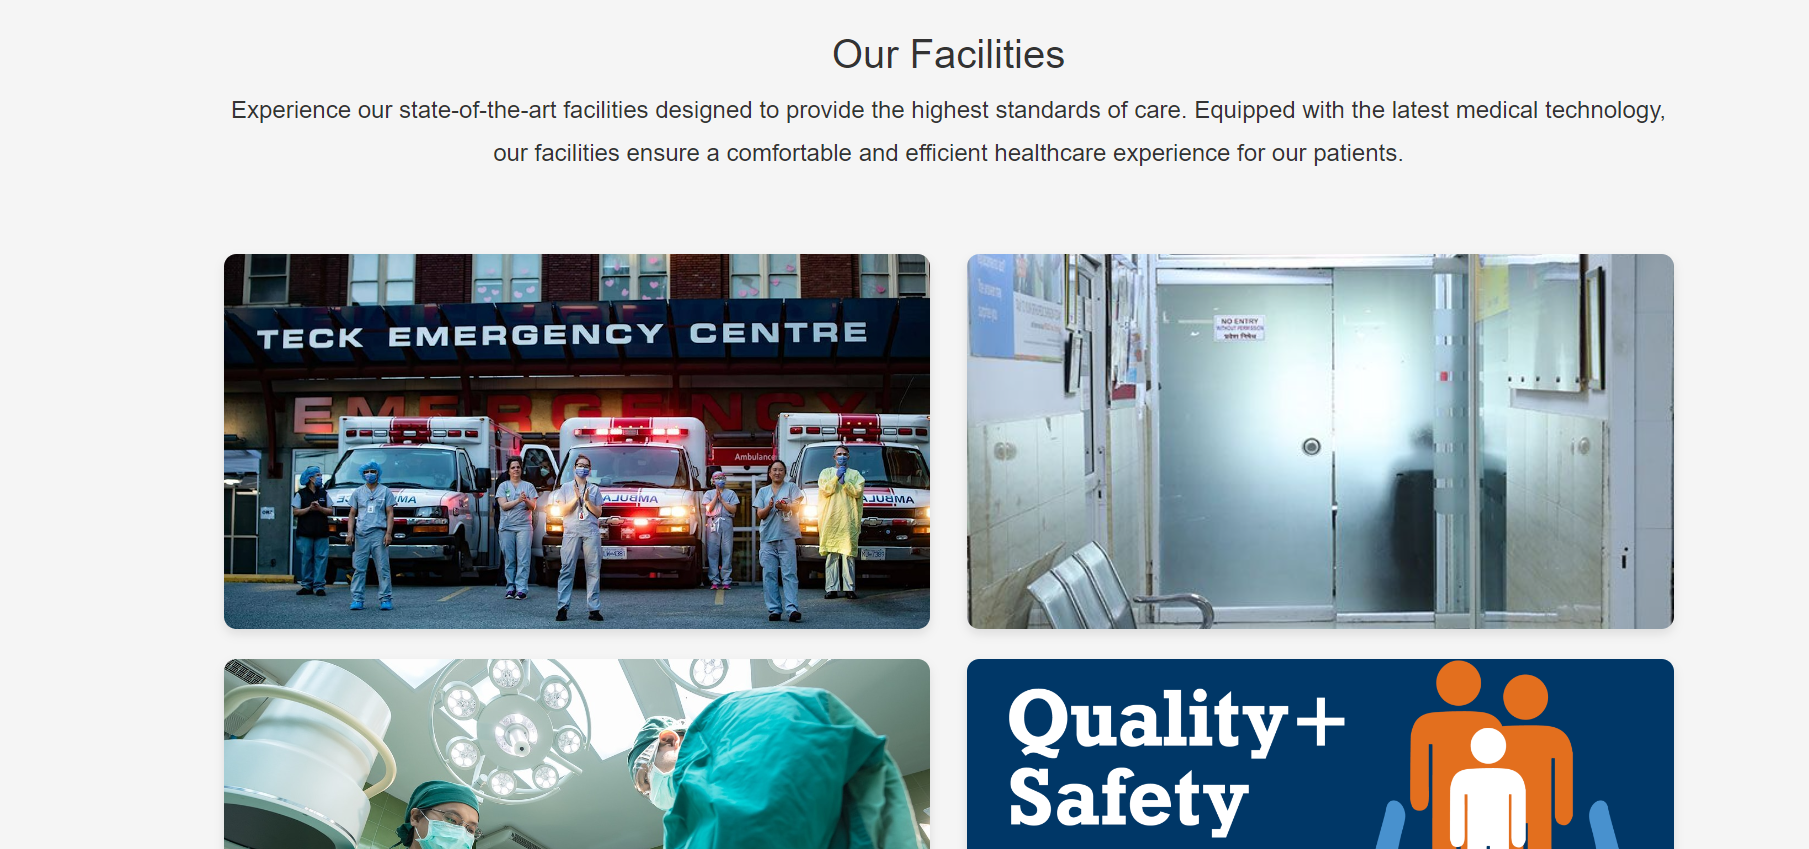 Our Facilities
Experience our state-of-the-art facilities designed to provide the highest standards of care. Equipped with the latest medical technology,
our facilities ensure a comfortable and efficient healthcare experience for our patients.
TECK EMERGENCY CENTRE
EMERGENCY
Ambulance
AMBULA
NO ENTRY
WITHOUT PERMISSION
प्रवेश निषेध
Quality+
Safety